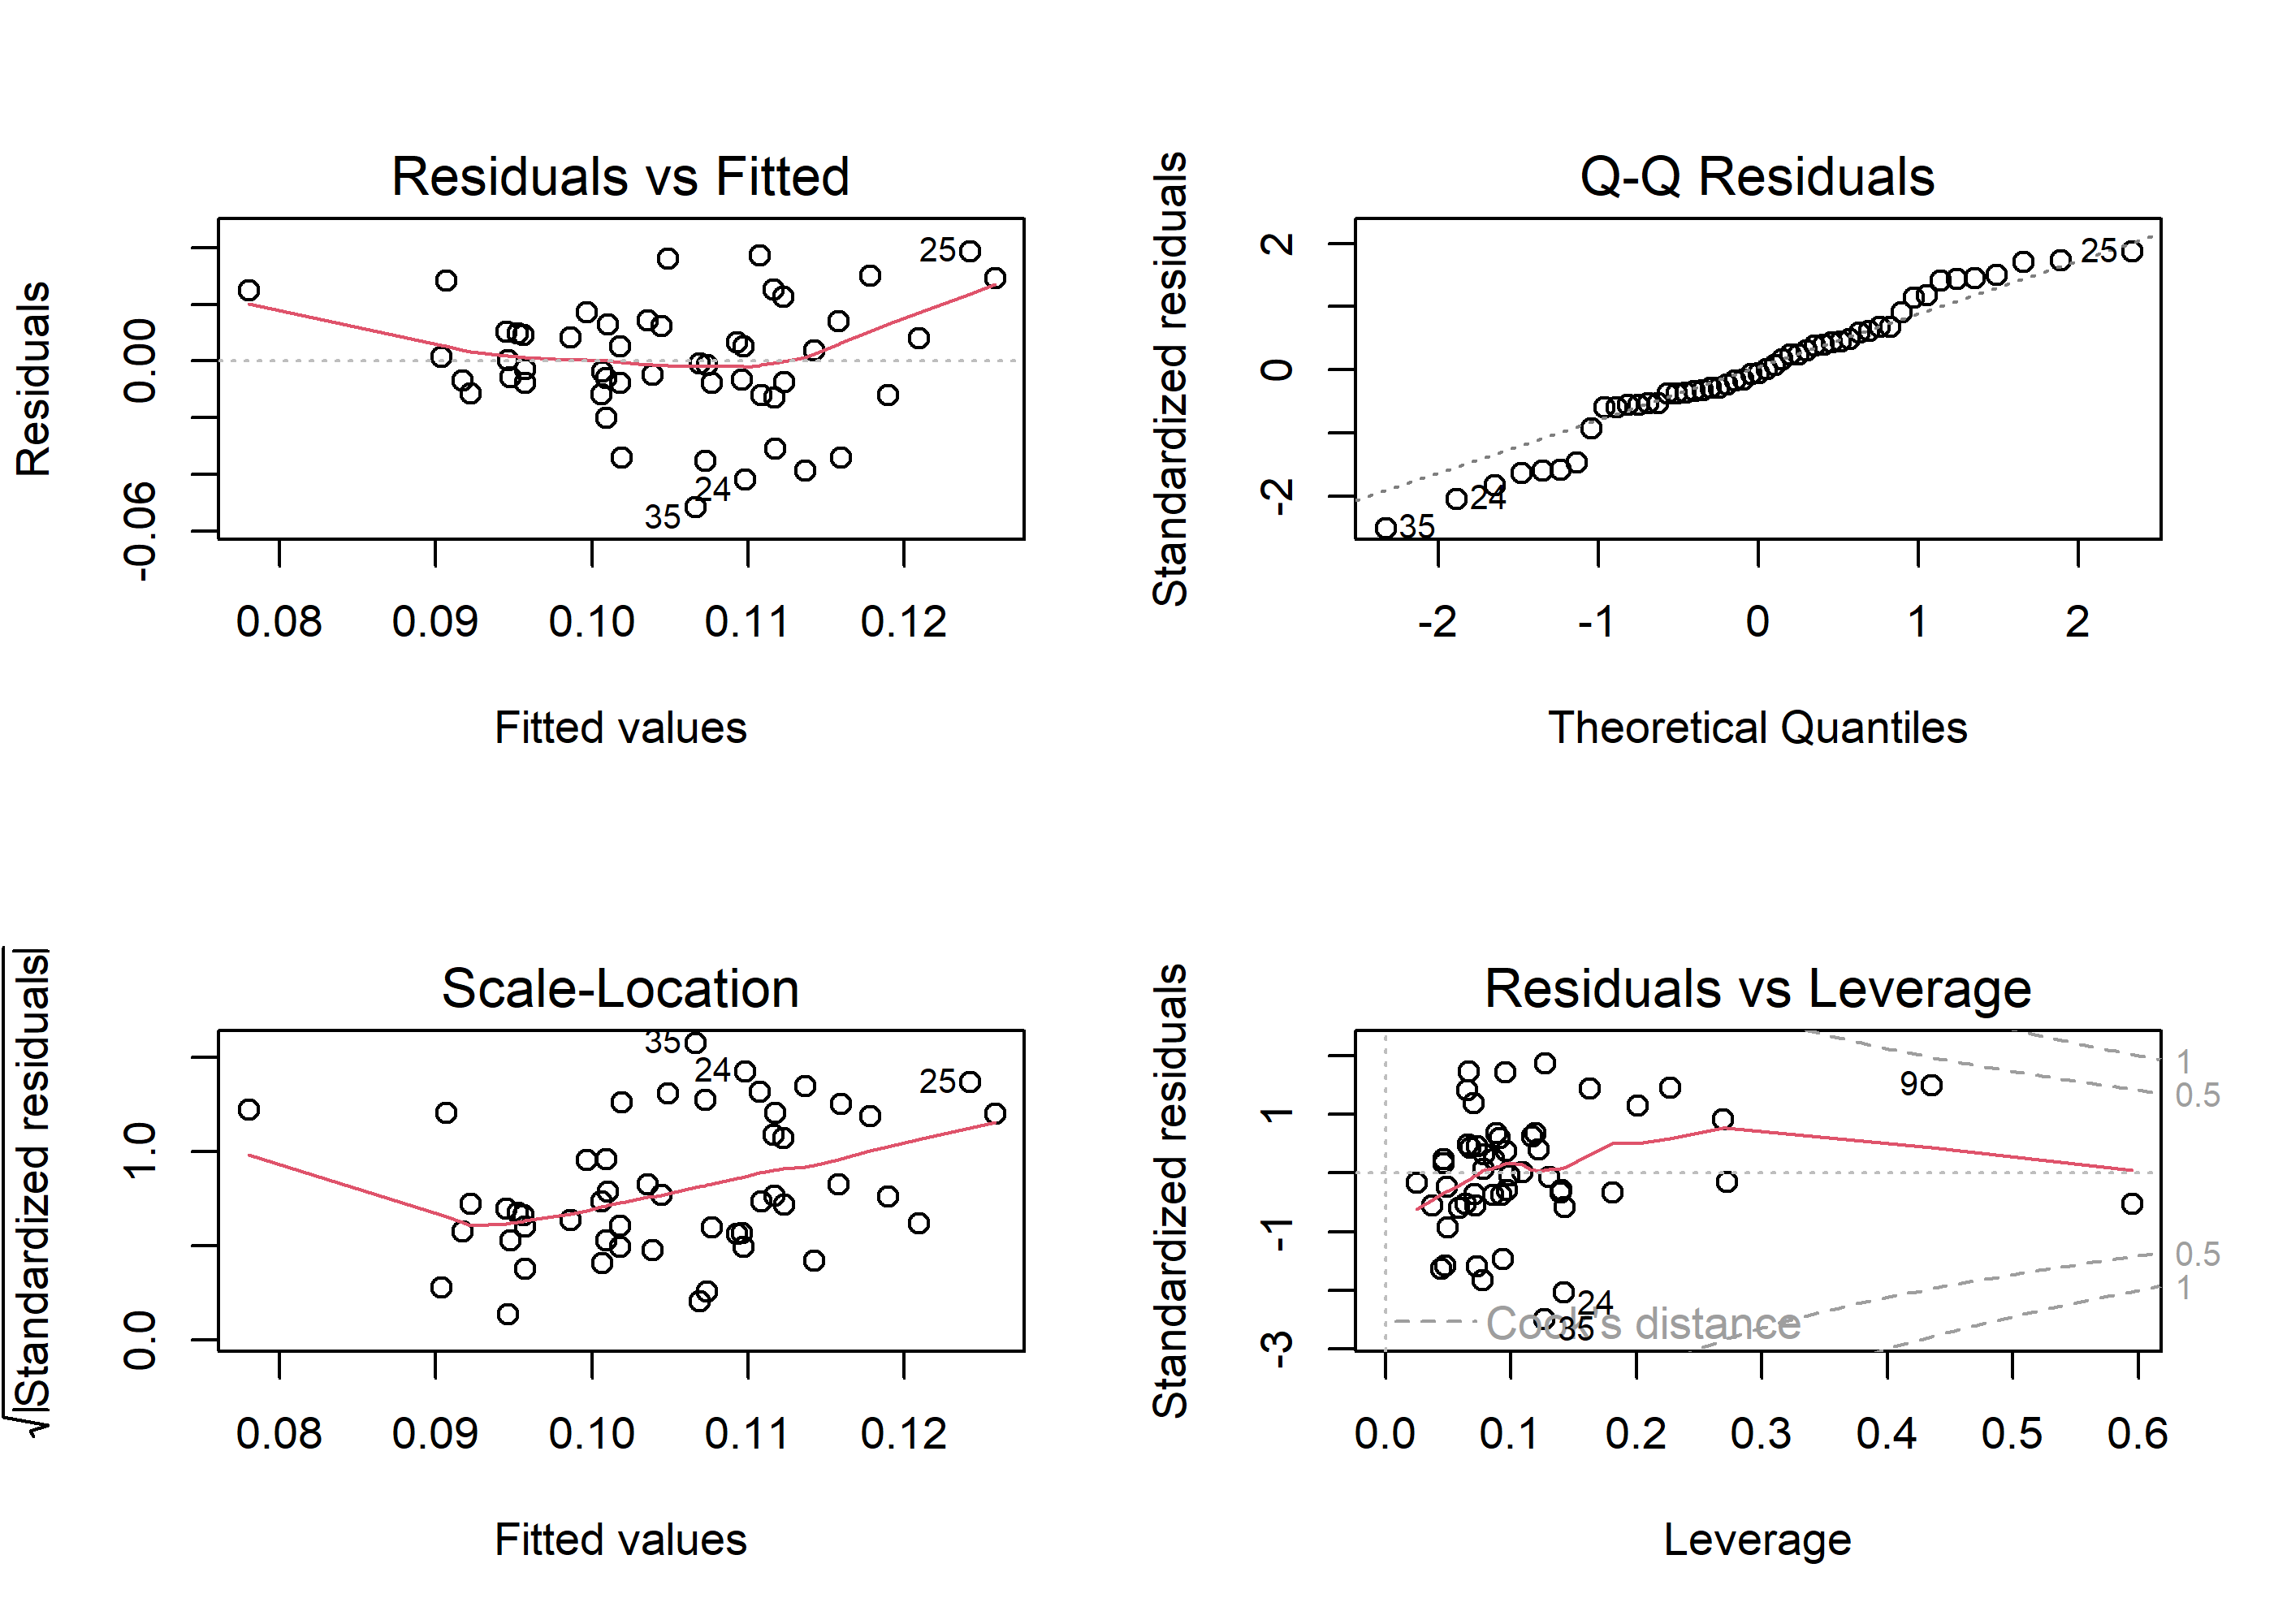 Residuals vs Fitted
Residuals
0.00
-0.06
25
24
35
0.08 0.09 0.10 0.11 0.12
Fitted values
Q-Q Residuals
Standardized residuals
2
0
-2
25
24
35
-2 -1 0 1 2
Theoretical Quantiles
Scale-Location
√|Standardized residuals|
1.0
0.0
35
24
25
0.08 0.09 0.10 0.11 0.12
Fitted values
Residuals vs Leverage
Standardized residuals
1
-1
-3
9
24
35
Cook's distance
1
0.5
0.5
1
0.0 0.1 0.2 0.3 0.4 0.5 0.6
Leverage